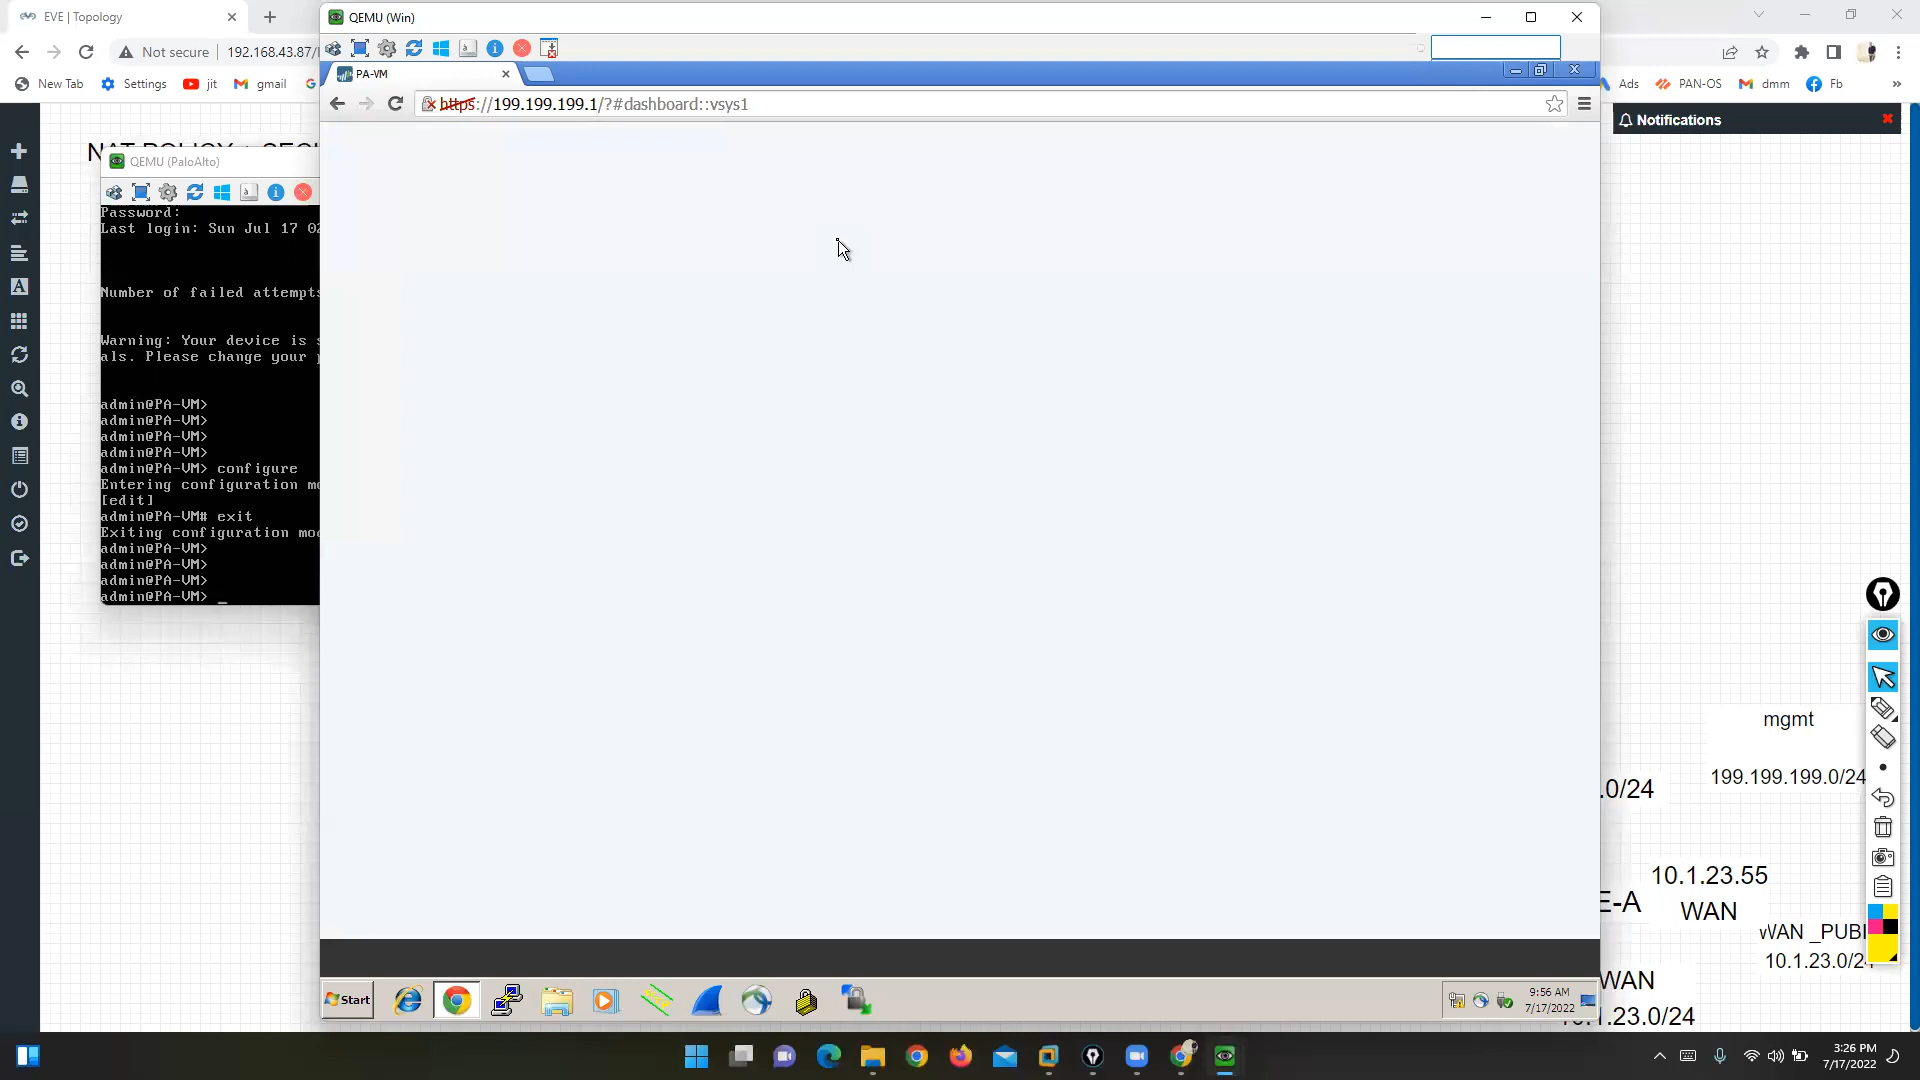 EVE | Topology
QEMU (Win)
Not secure
192.168.43.87/
New Tab
Settings
jit
gmail
PA-VM
https://199.199.199.1/?#dashboard::vsys1
Ads
PAN-OS
dmm
Fb
»
Notifications
QEMU (PaloAlto)
Password:
Last login: Sun Jul 17 02
Number of failed attempts
Warning: Your device is s
als. Please change your p
admin@PA-VM>
admin@PA-VM>
admin@PA-VM>
admin@PA-VM>
admin@PA-VM> configure
Entering configuration mo
[edit]
admin@PA-VM# exit
Exiting configuration mod
admin@PA-VM>
admin@PA-VM>
admin@PA-VM>
admin@PA-VM> _
mgmt
199.199.199.0/24
.0/24
10.1.23.55
E-A
WAN
WAN _PUBI
10.1.23.0/24
WAN
10.1.23.0/24
Start
9:56 AM
7/17/2022
3:26 PM
7/17/2022